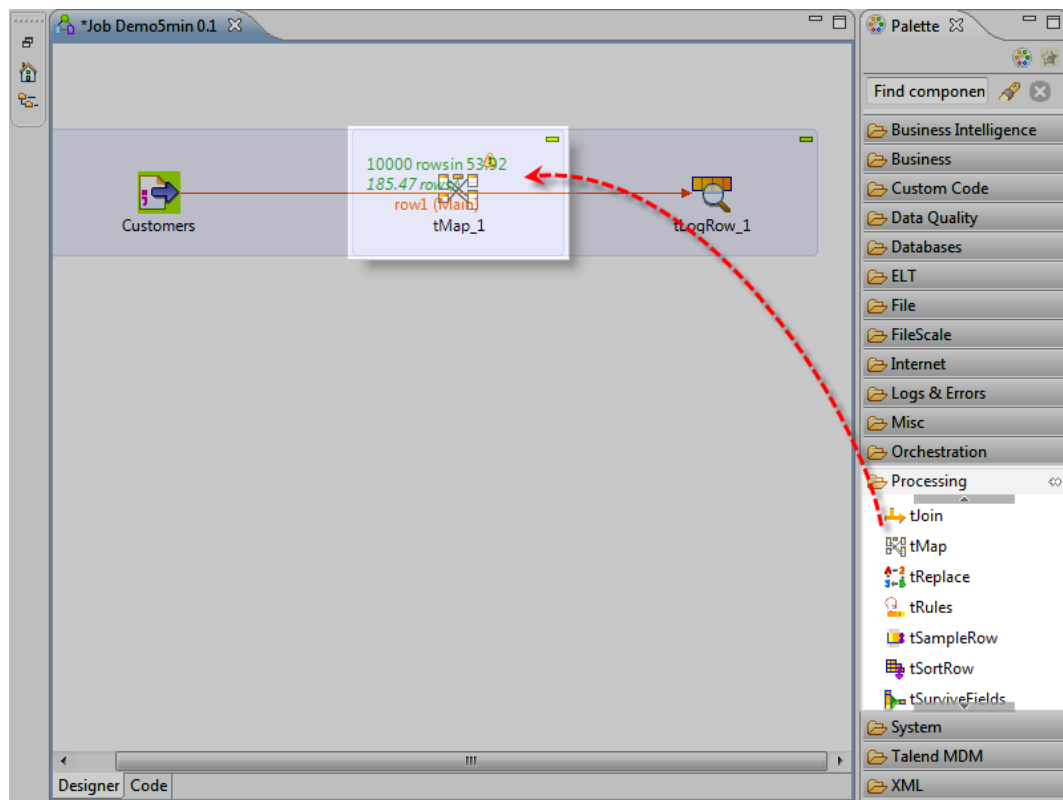 *Job Demo5min 0.1
Palette
Find componen
Business Intelligence
Business
Custom Code
Data Quality
Databases
ELT
File
FileScale
Internet
Logs & Errors
Misc
Orchestration
Processing
tJoin
tMap
tReplace
tRules
tSampleRow
tSortRow
tSurviveFields
System
Talend MDM
XML
10000 rows in 53.92
185.47 rows
row1 (Main)
Customers
tMap_1
tLogRow_1
Designer
Code